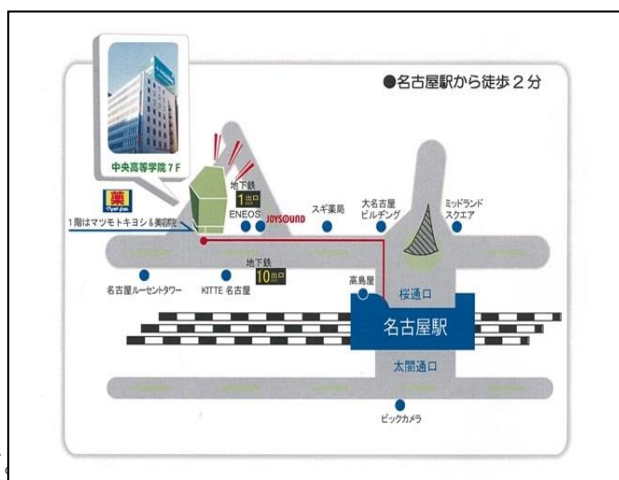 ●名古屋駅から徒歩2分
中央高等学院7F
薬
1階はマツモトキヨシ&美容院
地下鉄
1出口
ENEOS
JOYSOUND
スギ薬局
大名古屋
ビルヂング
ミッドランド
スクエア
名古屋ルーセントタワー
KITTE 名古屋
地下鉄
10出口
高島屋
桜通口
名古屋駅
太閤通口
ビックカメラ